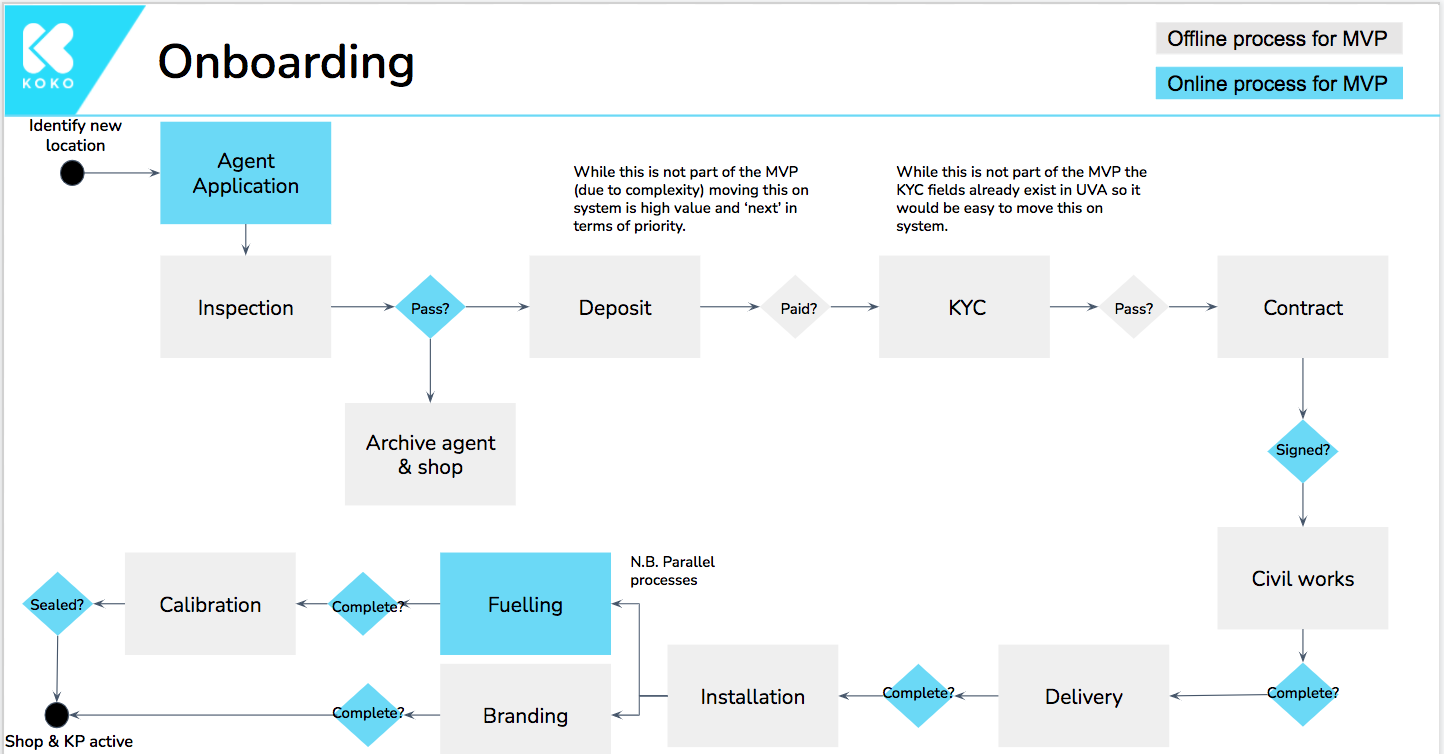 KOKO
Onboarding
Offline process for MVP
Online process for MVP
Identify new
location
Agent
Application
While this is not part of the MVP
(due to complexity) moving this on
system is high value and ‘next’ in
terms of priority.
While this is not part of the MVP the
KYC fields already exist in UVA so it
would be easy to move this on
system.
Inspection
Pass?
Deposit
Paid?
KYC
Pass?
Contract
Archive agent
& shop
Signed?
Civil works
Complete?
Delivery
Complete?
Installation
N.B. Parallel
processes
Fuelling
Complete?
Calibration
Sealed?
Branding
Complete?
Shop & KP active